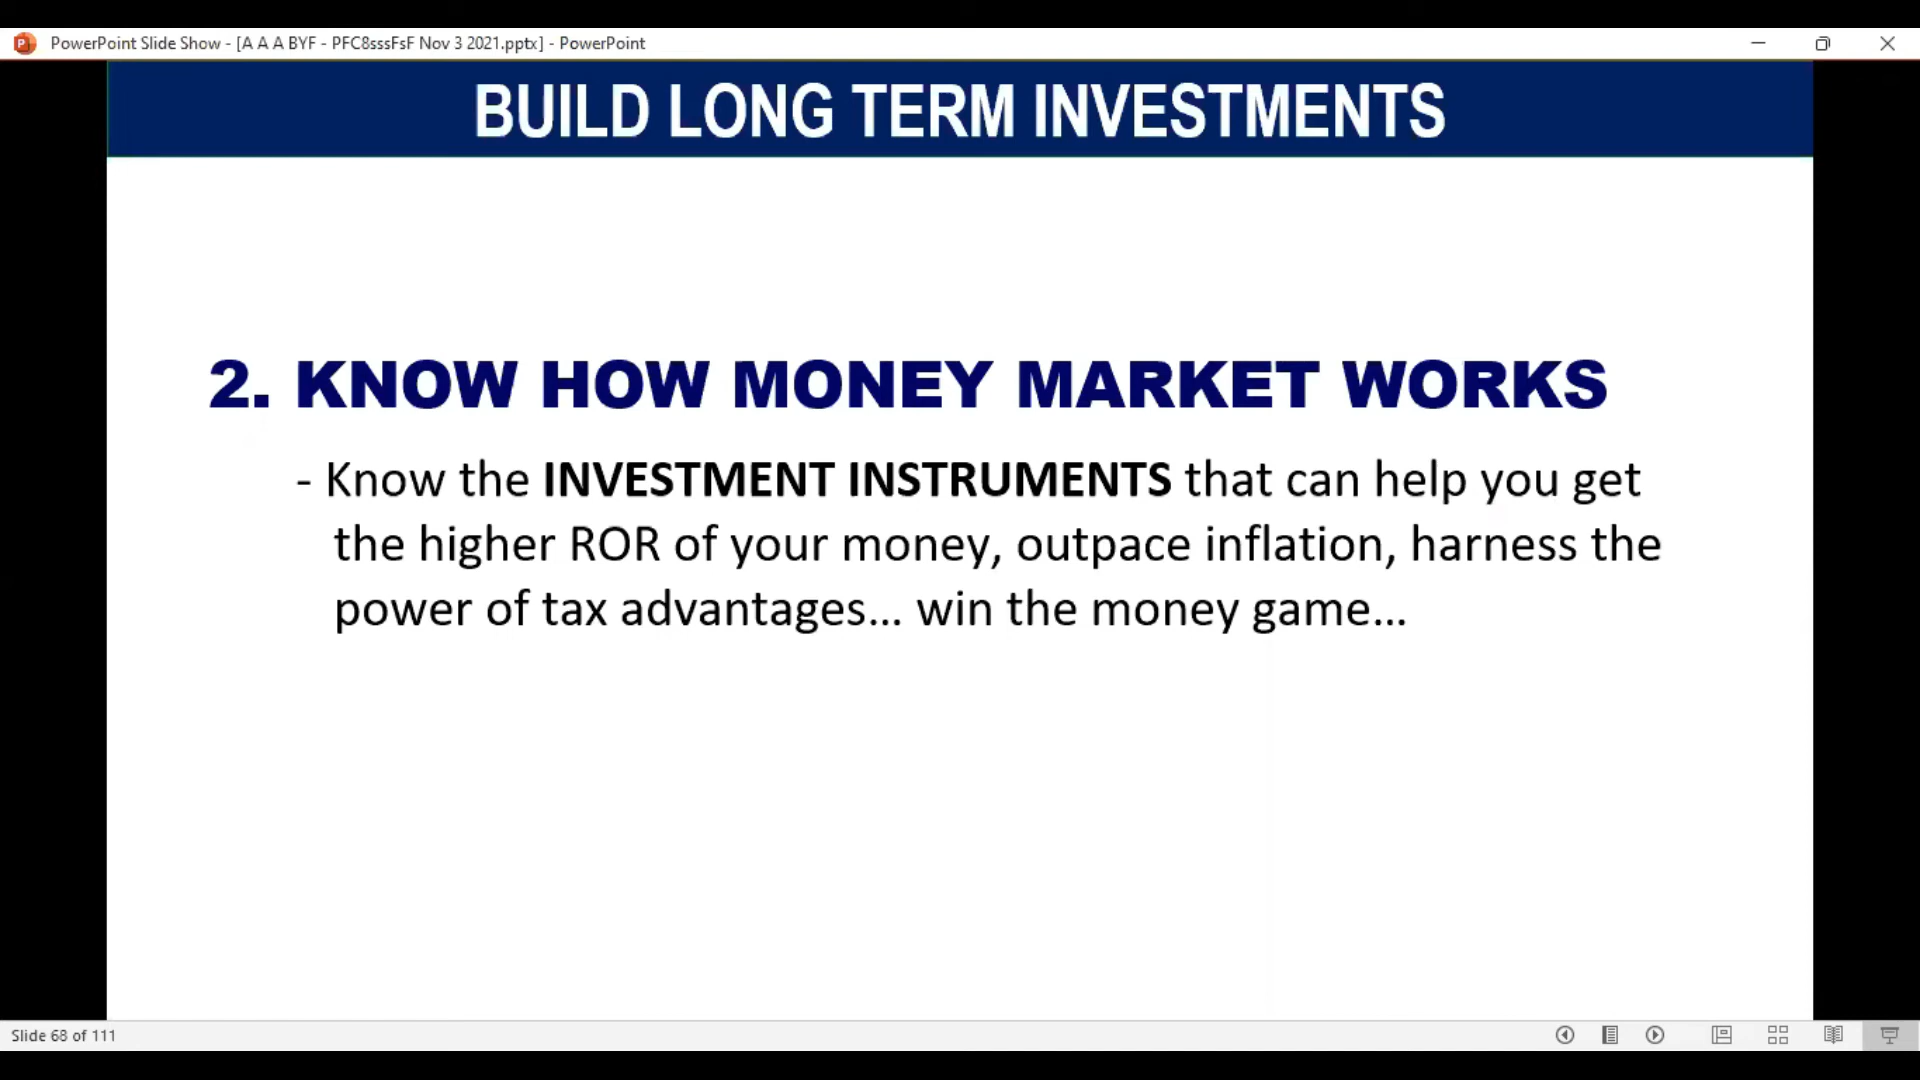 PowerPoint Slide Show - [A A A BYF - PFC8sssFsF Nov 3 2021.pptx] - PowerPoint
BUILD LONG TERM INVESTMENTS
2. KNOW HOW MONEY MARKET WORKS
- Know the INVESTMENT INSTRUMENTS that can help you get
the higher ROR of your money, outpace inflation, harness the
power of tax advantages... win the money game...
Slide 68 of 111